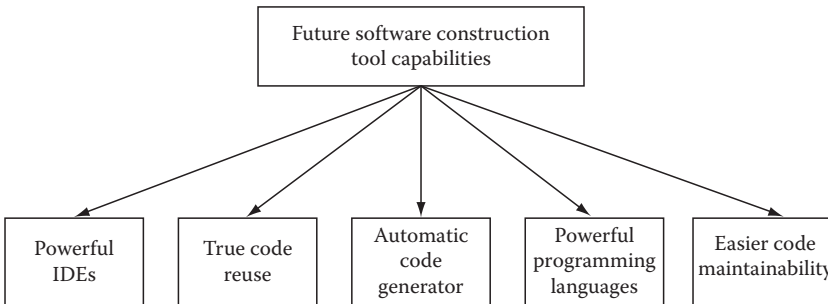 Future software construction
tool capabilities
Powerful
IDEs
True code
reuse
Automatic
code
generator
Powerful
programming
languages
Easier code
maintainability